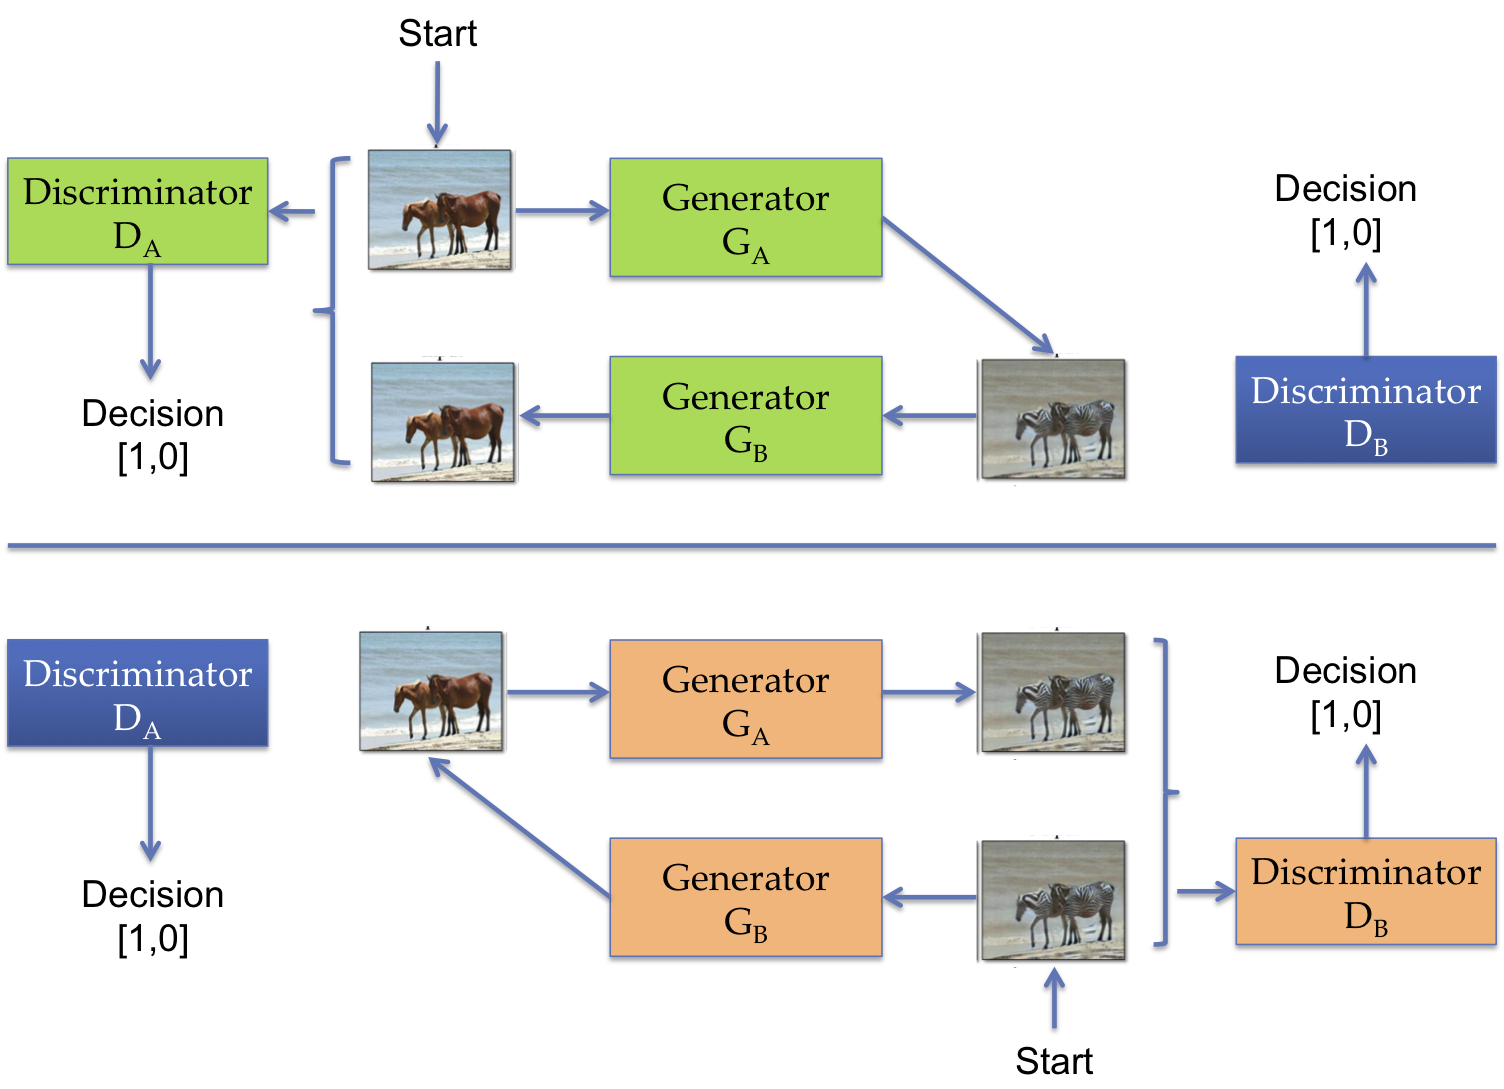 Start
Discriminator
D_A
Decision
[1,0]
Generator
G_A
Generator
G_B
Decision
[1,0]
Discriminator
D_B
Discriminator
D_A
Decision
[1,0]
Generator
G_A
Generator
G_B
Decision
[1,0]
Discriminator
D_B
Start